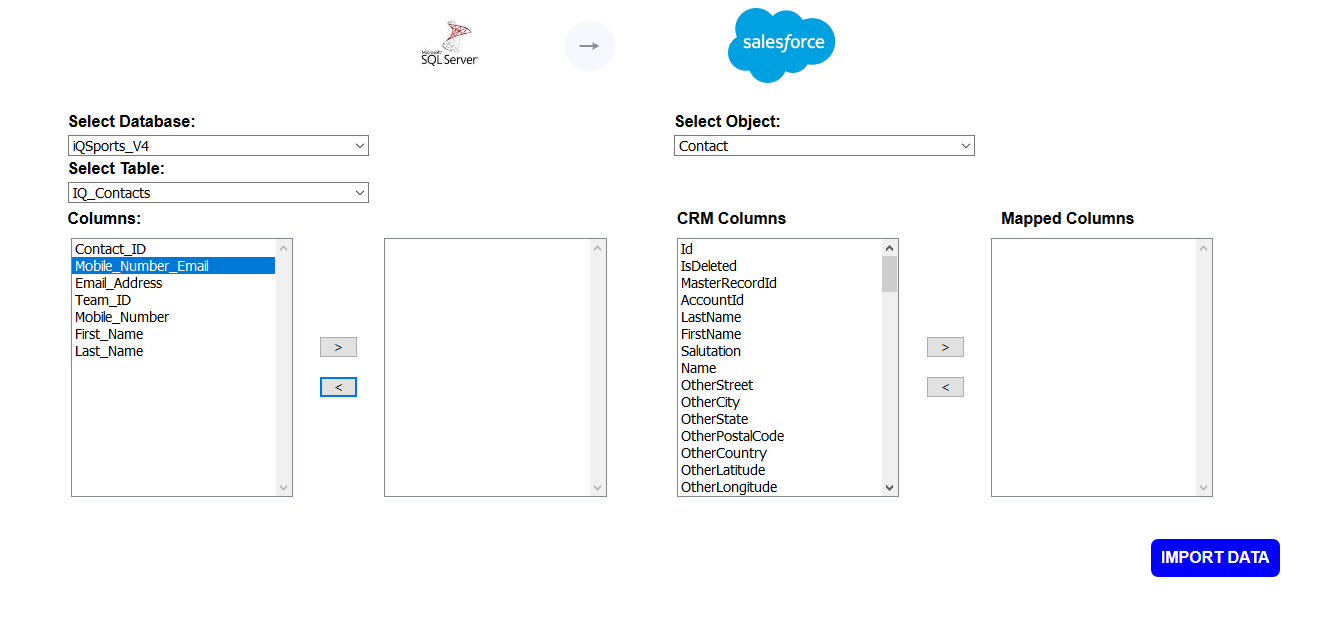 Microsoft
SQL Server
salesforce
Select Database:
iQSports_V4
Select Table:
IQ_Contacts
Columns:
Contact_ID
Mobile_Number_Email
Email_Address
Team_ID
Mobile_Number
First_Name
Last_Name
>
<
Select Object:
Contact
CRM Columns
Id
IsDeleted
MasterRecordId
AccountId
LastName
FirstName
Salutation
Name
OtherStreet
OtherCity
OtherState
OtherPostalCode
OtherCountry
OtherLatitude
OtherLongitude
>
<
Mapped Columns
IMPORT DATA